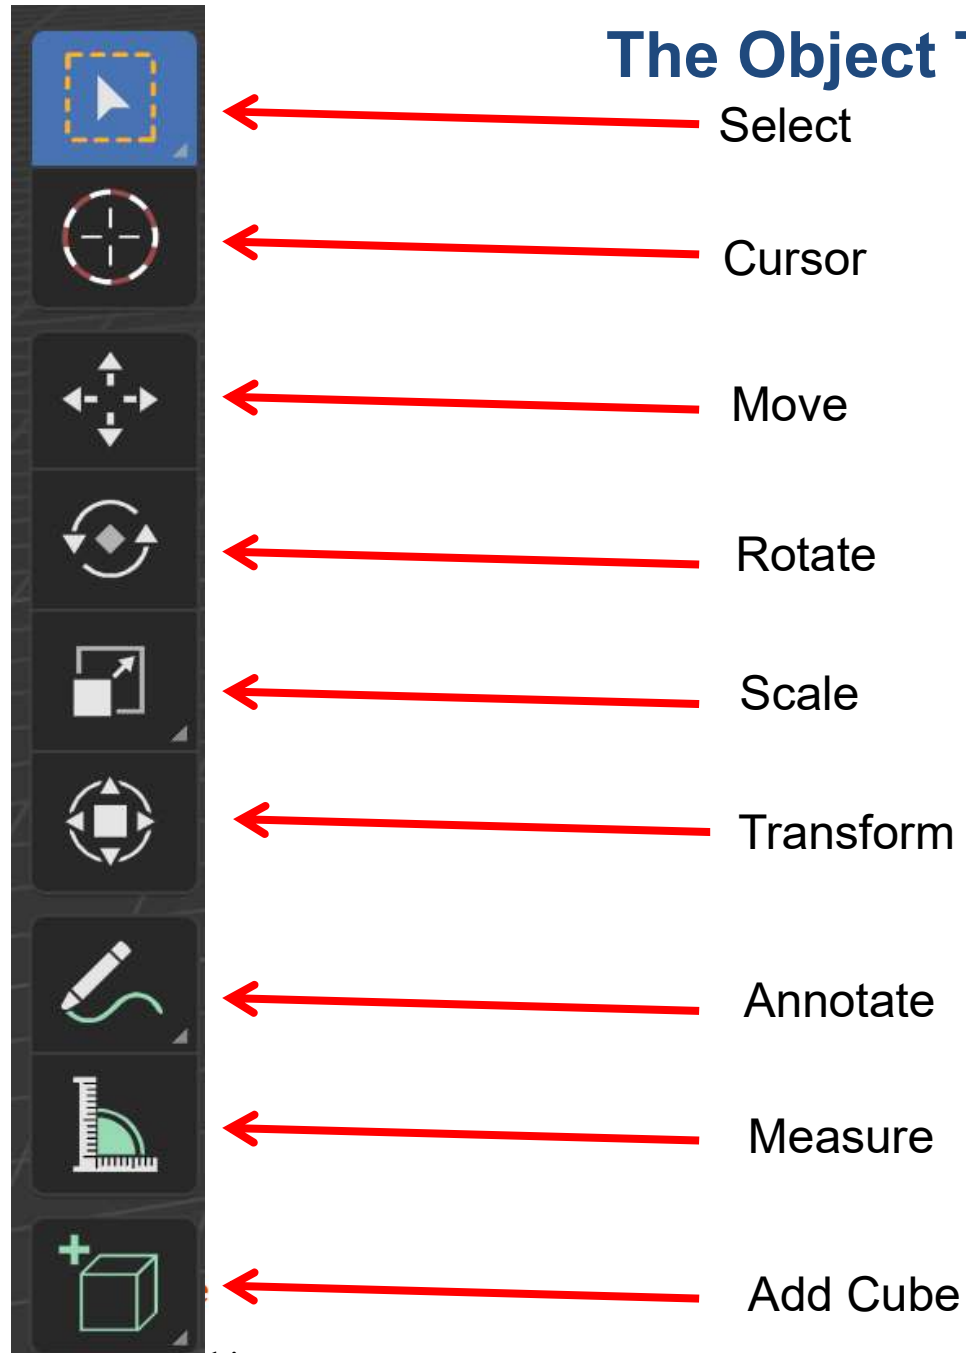 The Object
Select
Cursor
Move
Rotate
Scale
Transform
Annotate
Measure
Add Cube